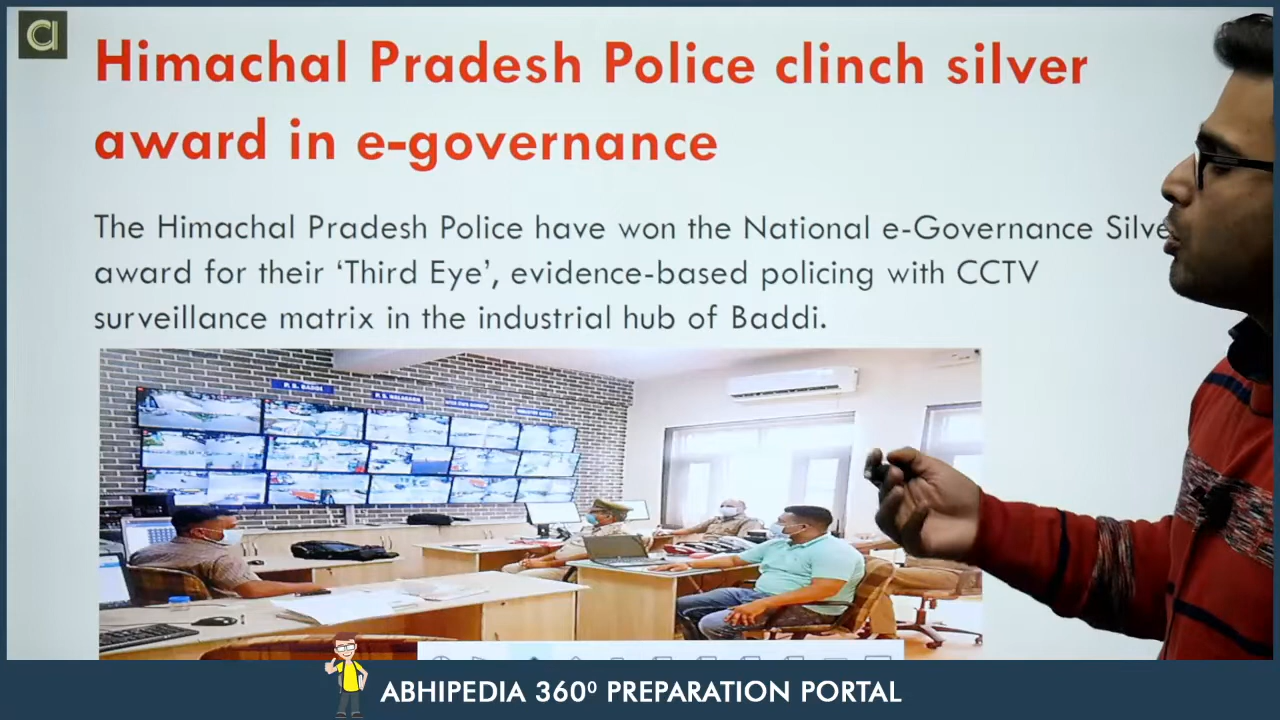 Himachal Pradesh Police clinch silver
award in e-governance
The Himachal Pradesh Police have won the National e-Governance Silve
award for their ‘Third Eye’, evidence-based policing with CCTV
surveillance matrix in the industrial hub of Baddi.
P. S. BADDI
ABHIPEDIA 360⁰ PREPARATION PORTAL